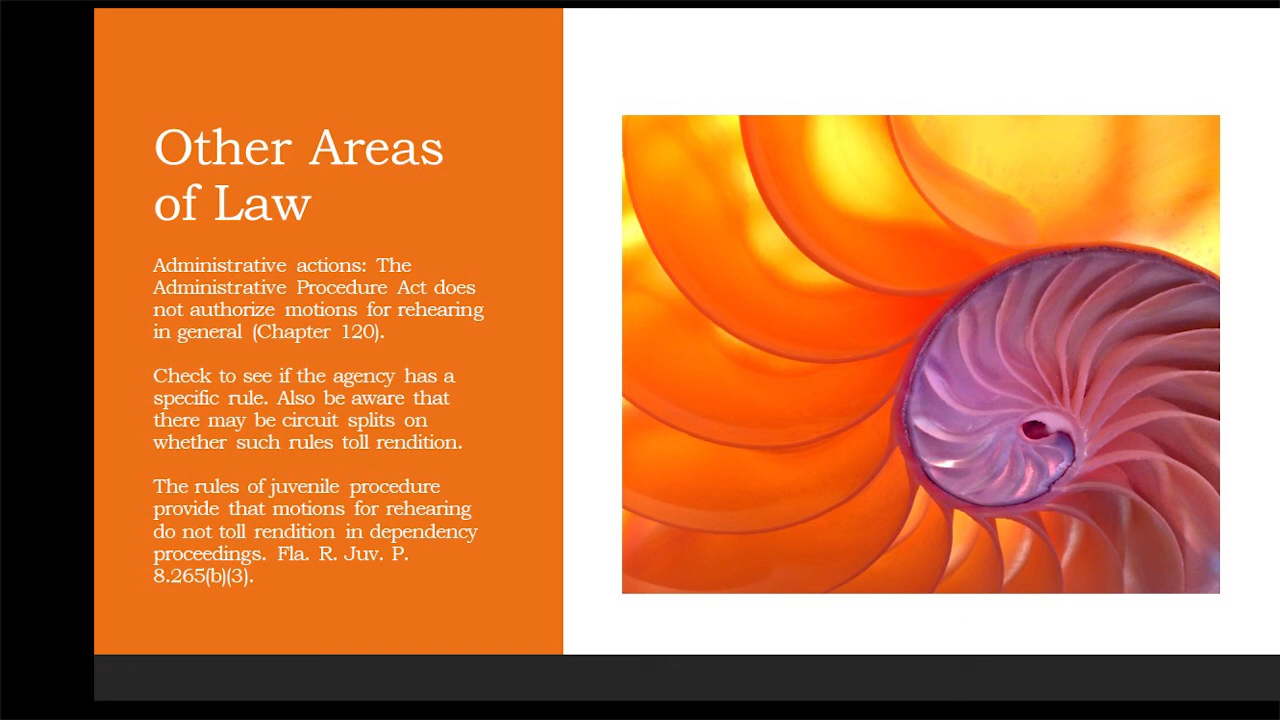 Other Areas
of Law
Administrative actions: The
Administrative Procedure Act does
not authorize motions for rehearing
in general (Chapter 120).
Check to see if the agency has a
specific rule. Also be aware that
there may be circuit splits on
whether such rules toll rendition.
The rules of juvenile procedure
provide that motions for rehearing
do not toll rendition in dependency
proceedings. Fla. R. Juv. P.
8.265(b)(3).